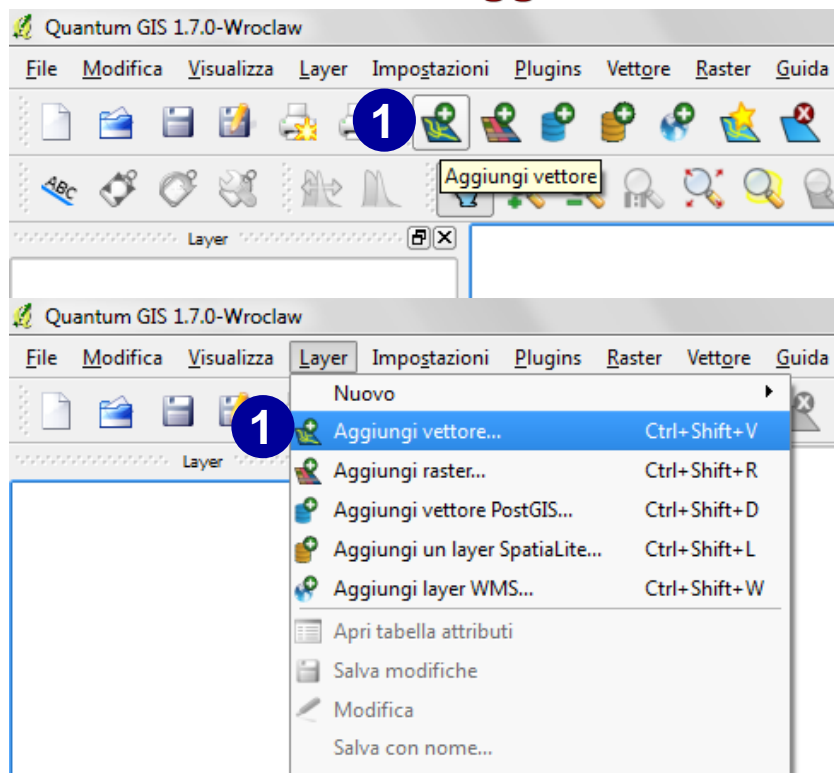 Quantum GIS 1.7.0-Wroclaw
File Modifica Visualizza Layer Impostazioni Plugins Vettore Raster Guida
1
ABC
Aggiungi vettore
Layer
Quantum GIS 1.7.0-Wroclaw
File Modifica Visualizza Layer Impostazioni Plugins Raster Vettore Guida
Nuovo
1
Aggiungi vettore... Ctrl+Shift+V
Layer
Aggiungi raster... Ctrl+Shift+R
Aggiungi vettore PostGIS... Ctrl+Shift+D
Aggiungi un layer SpatiaLite... Ctrl+Shift+L
Aggiungi layer WMS... Ctrl+Shift+W
Apri tabella attributi
Salva modifiche
Modifica
Salva con nome...